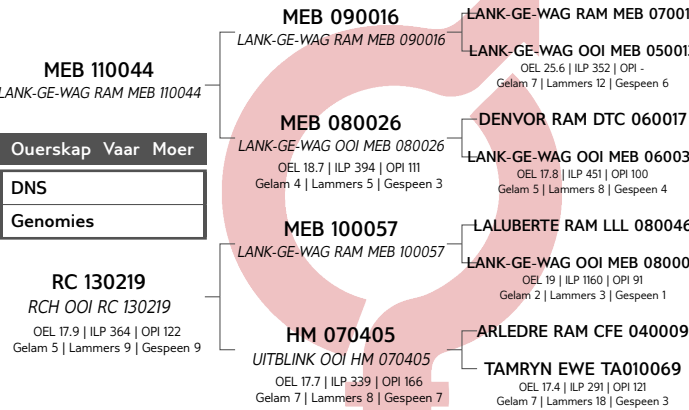 MEB 110044
LANK-GE-WAG RAM MEB 110044
Ouerskap Vaar Moer
DNS
Genomies
RC 130219
RCH OOI RC 130219
OEL 17.9 | ILP 364 | OPI 122
Gelam 5 | Lammers 9 | Gespeen 9
MEB 090016
LANK-GE-WAG RAM MEB 090016
MEB 080026
LANK-GE-WAG OOI MEB 080026
OEL 18.7 | ILP 394 | OPI 111
Gelam 4 | Lammers 5 | Gespeen 3
MEB 100057
LANK-GE-WAG RAM MEB 100057
HM 070405
UITBLINK OOI HM 070405
OEL 17.7 | ILP 339 | OPI 166
Gelam 7 | Lammers 8 | Gespeen 7
LANK-GE-WAG RAM MEB 07001
LANK-GE-WAG OOI MEB 05001
OEL 25.6 | ILP 352 | OPI -
Gelam 7 | Lammers 12 | Gespeen 6
DENVOR RAM DTC 060017
LANK-GE-WAG OOI MEB 06003
OEL 17.8 | ILP 451 | OPI 100
Gelam 5 | Lammers 8 | Gespeen 4
LALUBERTE RAM LLL 080046
LANK-GE-WAG OOI MEB 08000
OEL 19 | ILP 1160 | OPI 91
Gelam 2 | Lammers 3 | Gespeen 1
ARLEDRE RAM CFE 040009
TAMRYN EWE TA010069
OEL 17.4 | ILP 291 | OPI 121
Gelam 7 | Lammers 18 | Gespeen 3